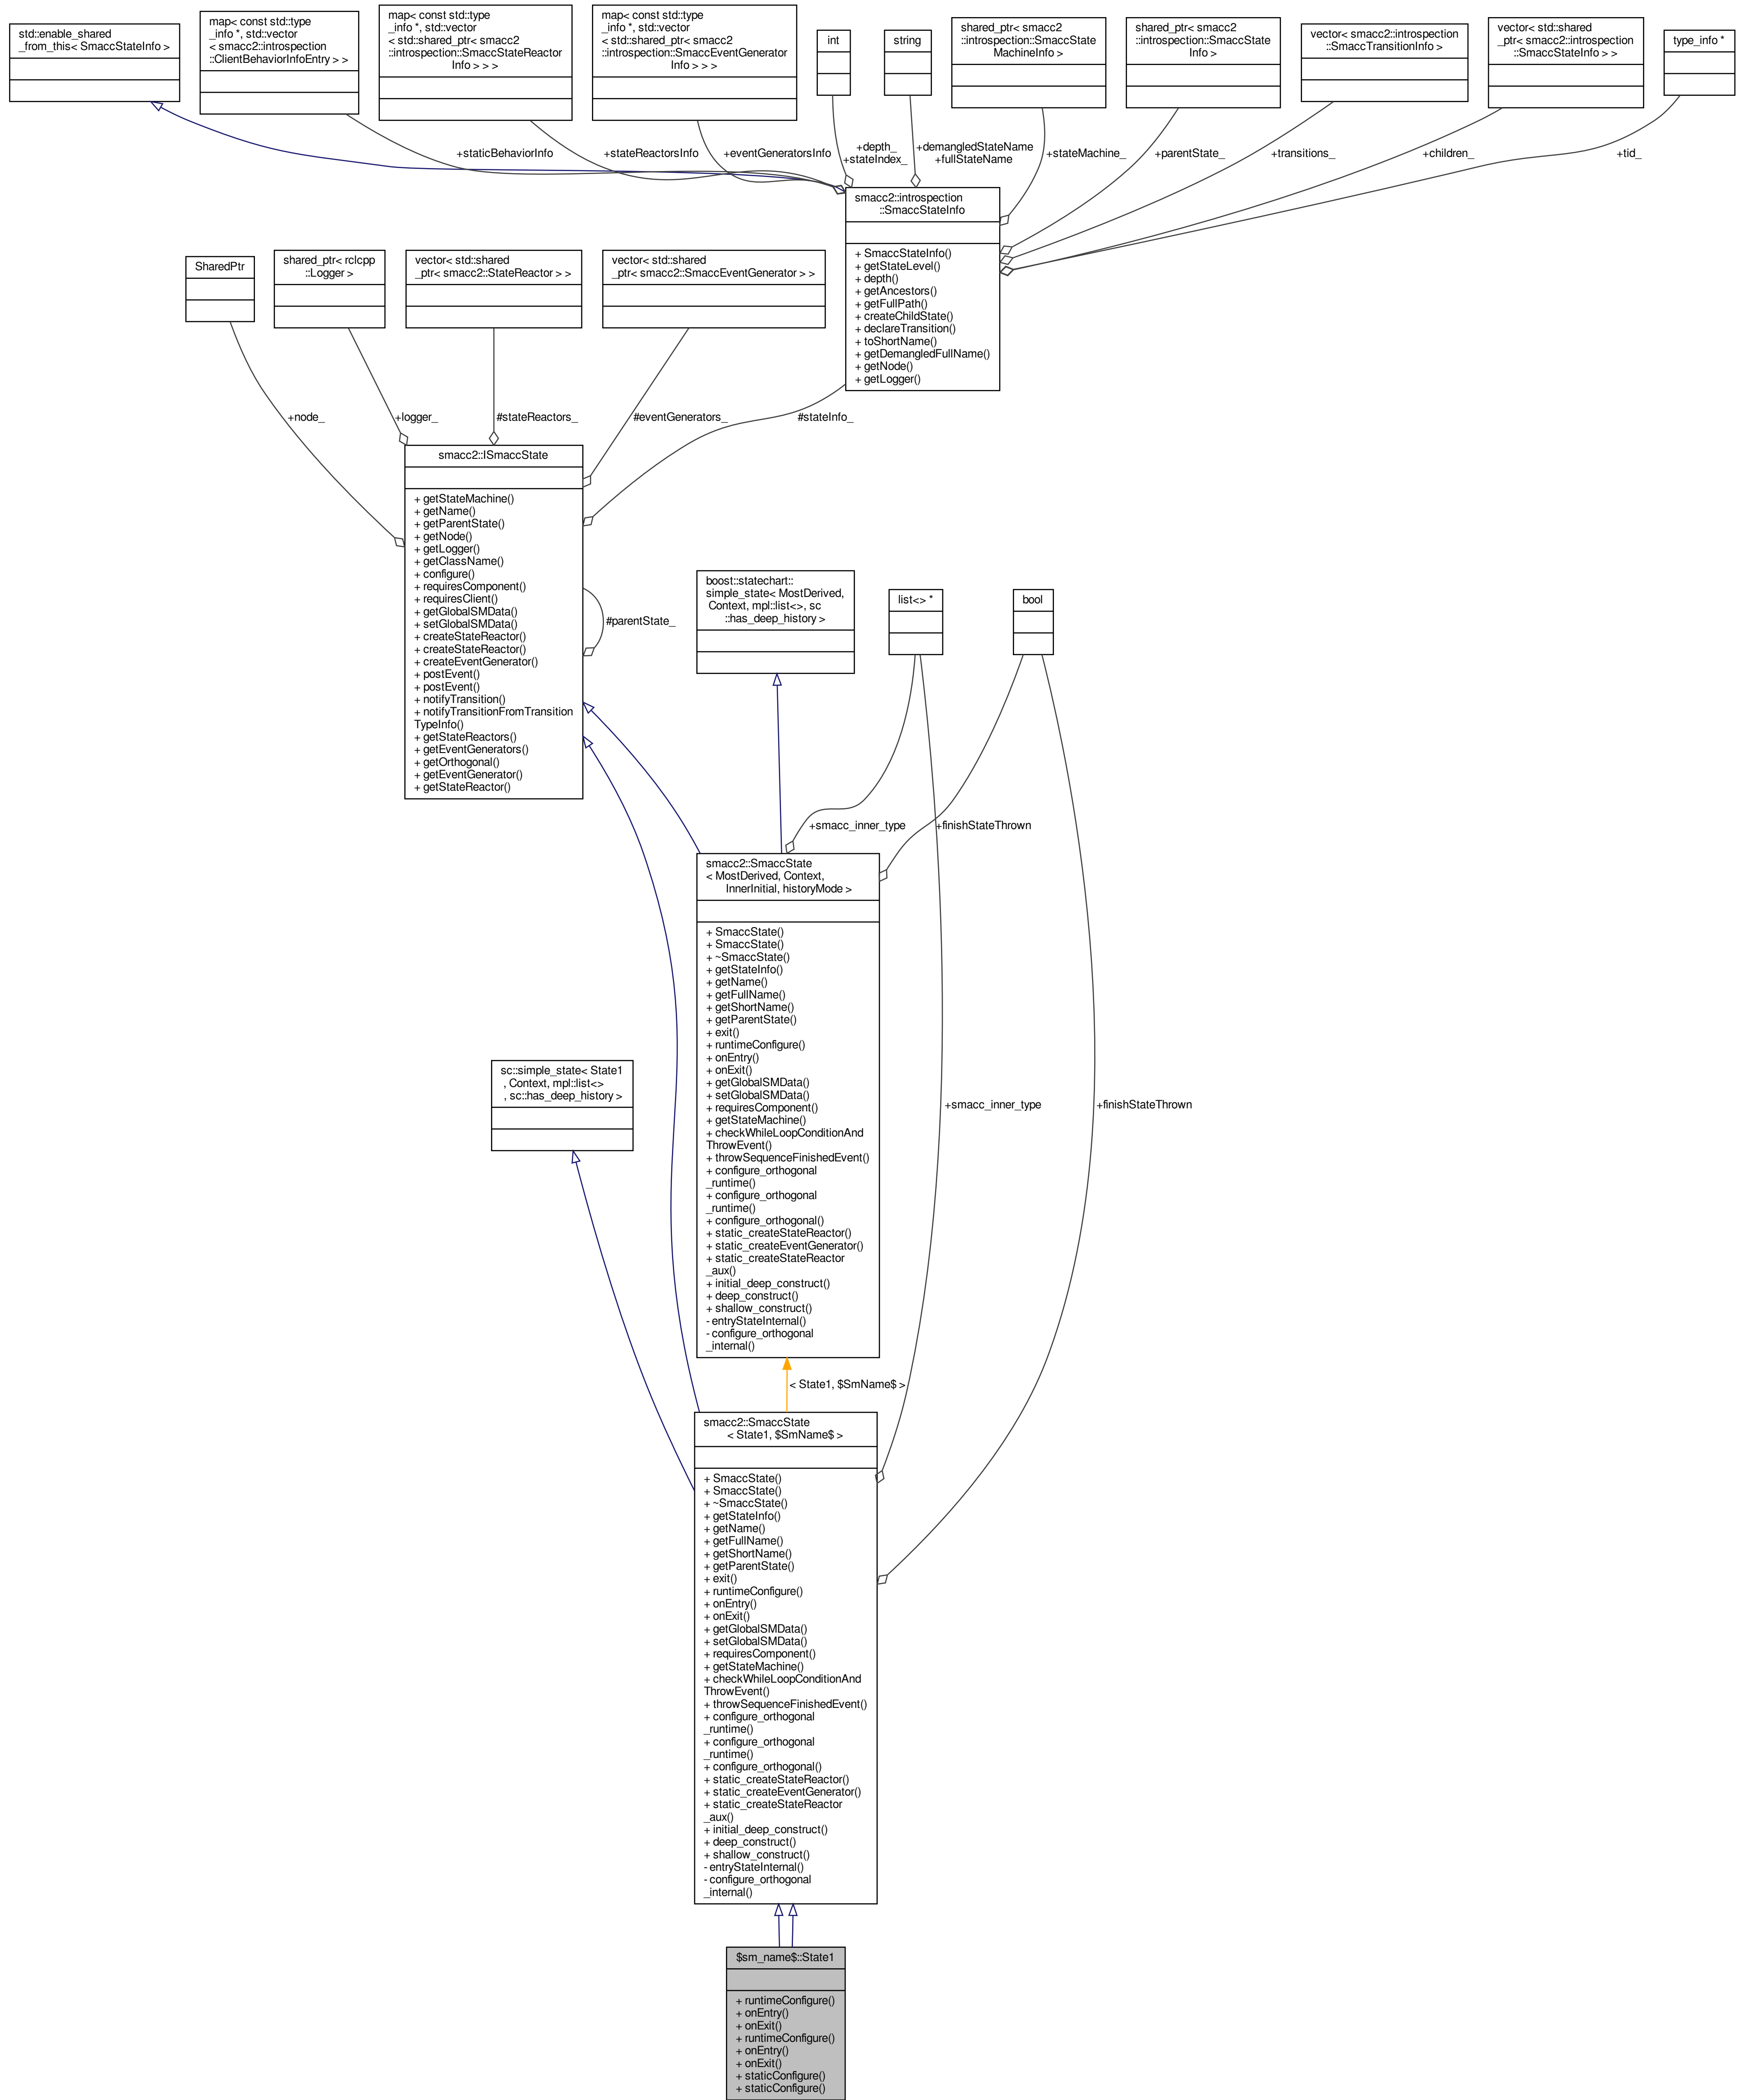 std::enable_shared
_from_this< SmaccStateInfo >
map< const std::type
_info *, std::vector
< smacc2::introspection
::ClientBehaviorInfoEntry > >
map< const std::type
_info *, std::vector
< std::shared_ptr< smacc2
::introspection::StateReactor
Info > > >
map< const std::type
_info *, std::vector
< std::shared_ptr< smacc2
::introspection::SmaccEventGenerator
Info > > >
int
string
shared_ptr< smacc2
::introspection::SmaccState
MachineInfo >
shared_ptr< smacc2
::introspection::SmaccState
Info >
vector< smacc2::introspection
::SmaccTransitionInfo >
vector< std::shared
_ptr< smacc2::introspection
::SmaccStateInfo > >
type_info *
+staticBehaviorInfo
+stateReactorsInfo
+eventGeneratorsInfo
+depth_
+stateIndex_
+demangledStateName
+fullStateName
+stateMachine_
+parentState_
+transitions_
+children_
+tid_
smacc2::introspection
::SmaccStateInfo
+ SmaccStateInfo()
+ getStateLevel()
+ depth()
+ getAncestors()
+ getFullPath()
+ createChildState()
+ declareTransition()
+ toShortName()
+ getDemangledFullName()
+ getNode()
+ getLogger()
SharedPtr
shared_ptr< rclcpp
::Logger >
vector< std::shared
_ptr< smacc2::StateReactor > >
vector< std::shared
_ptr< smacc2::SmaccEventGenerator > >
+node_
+logger_
#stateReactors_
#eventGenerators_
#stateInfo_
smacc2::ISmaccState
+ getStateMachine()
+ getName()
+ getParentState()
+ getNode()
+ getLogger()
+ getClassName()
+ configure()
+ requiresComponent()
+ requiresClient()
+ getGlobalSMData()
+ setGlobalSMData()
+ createStateReactor()
+ createStateReactor()
+ createEventGenerator()
+ postEvent()
+ postEvent()
+ notifyTransition()
+ notifyTransitionFromTransition
TypeInfo()
+ getStateReactors()
+ getEventGenerators()
+ getOrthogonal()
+ getEventGenerator()
+ getStateReactor()
#parentState_
boost::statechart::
simple_state< MostDerived,
Context, mpl::list<>, sc
::has_deep_history >
list<> *
bool
+smacc_inner_type
+finishStateThrown
smacc2::SmaccState
< MostDerived, Context,
InnerInitial, historyMode >
+ SmaccState()
+ SmaccState()
+ ~SmaccState()
+ getStateInfo()
+ getName()
+ getFullName()
+ getShortName()
+ getParentState()
+ exit()
+ runtimeConfigure()
+ onEntry()
+ onExit()
+ getGlobalSMData()
+ setGlobalSMData()
+ requiresComponent()
+ getStateMachine()
+ checkWhileLoopConditionAnd
ThrowEvent()
+ throwSequenceFinishedEvent()
+ configure_orthogonal
_runtime()
+ configure_orthogonal
_runtime()
+ configure_orthogonal()
+ static_createStateReactor()
+ static_createEventGenerator()
+ static_createStateReactor
_aux()
+ initial_deep_construct()
+ deep_construct()
+ shallow_construct()
- entryStateInternal()
- configure_orthogonal
_internal()
sc::simple_state< State1
, Context, mpl::list<>
, sc::has_deep_history >
+smacc_inner_type
+finishStateThrown
< State1, $SmName$ >
smacc2::SmaccState
< State1, $SmName$ >
+ SmaccState()
+ SmaccState()
+ ~SmaccState()
+ getStateInfo()
+ getName()
+ getFullName()
+ getShortName()
+ getParentState()
+ exit()
+ runtimeConfigure()
+ onEntry()
+ onExit()
+ getGlobalSMData()
+ setGlobalSMData()
+ requiresComponent()
+ getStateMachine()
+ checkWhileLoopConditionAnd
ThrowEvent()
+ throwSequenceFinishedEvent()
+ configure_orthogonal
_runtime()
+ configure_orthogonal
_runtime()
+ configure_orthogonal()
+ static_createStateReactor()
+ static_createEventGenerator()
+ static_createStateReactor
_aux()
+ initial_deep_construct()
+ deep_construct()
+ shallow_construct()
- entryStateInternal()
- configure_orthogonal
_internal()
$sm_name$::State1
+ runtimeConfigure()
+ onEntry()
+ onExit()
+ runtimeConfigure()
+ onEntry()
+ onExit()
+ staticConfigure()
+ staticConfigure()